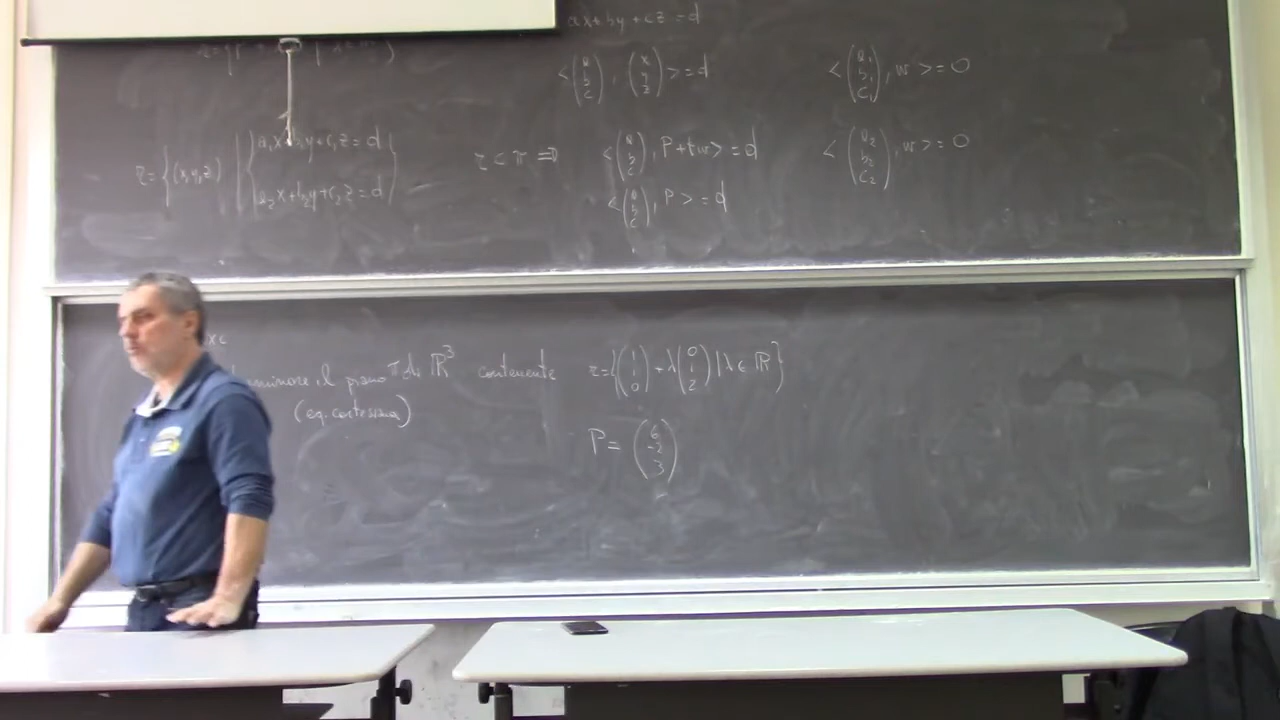 ax+by+cz=d
<(a b c), (x y z)>=d
<(a₁ b₁ c₁), w>=0
r={(x,y,z) | {a₁x+b₁y+c₁z=d
a₂x+b₂y+c₂z=d}
r⊂π ⇒ <(a b c), P+tw>=d
<(a₂ b₂ c₂), w>=0
<(a b c), P>=d
il piano π di ℝ³ contenente r={(1 1 0)+λ(0 1 2)|λ∈ℝ}
(eq. cartesiana)
P=(6 -2 3)